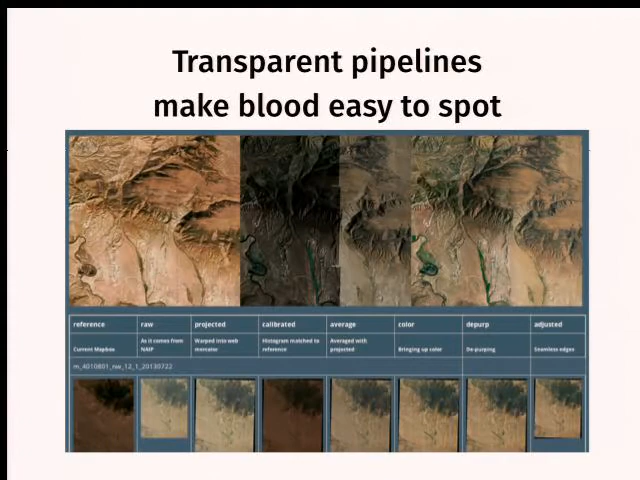 Transparent pipelines
make blood easy to spot
reference raw projected calibrated average color depurp adjusted
Current Mapbox As it comes from NAIP Warped into web mercator Histogram matched to reference Averaged with projected Bringing up color De-purping Seamless edges
m_4010801_nw_12_1_20130722